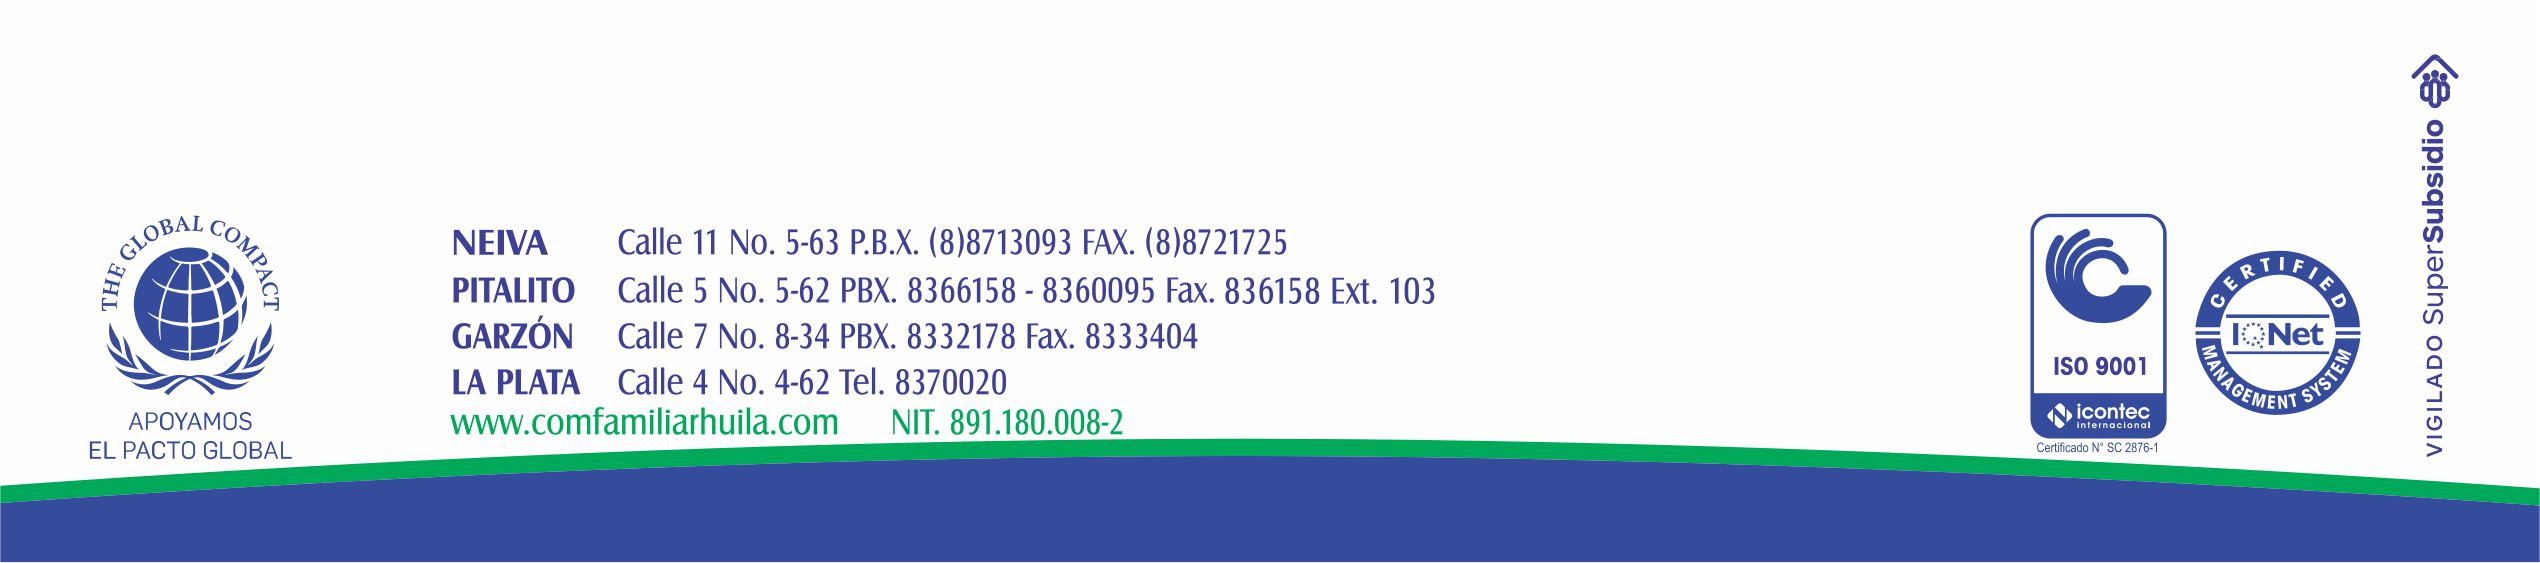 THE GLOBAL COMPACT
APOYAMOS
EL PACTO GLOBAL
NEIVA Calle 11 No. 5-63 P.B.X. (8)8713093 FAX. (8)8721725
PITALITO Calle 5 No. 5-62 PBX. 8366158 - 8360095 Fax. 836158 Ext. 103
GARZÓN Calle 7 No. 8-34 PBX. 8332178 Fax. 8333404
LA PLATA Calle 4 No. 4-62 Tel. 8370020
www.comfamiliarhuila.com NIT. 891.180.008-2
ISO 9001
icontec
internacional
Certificado N° SC 2876-1
CERTIFIED
IQNet
MANAGEMENT SYSTEM
VIGILADO SuperSubsidio